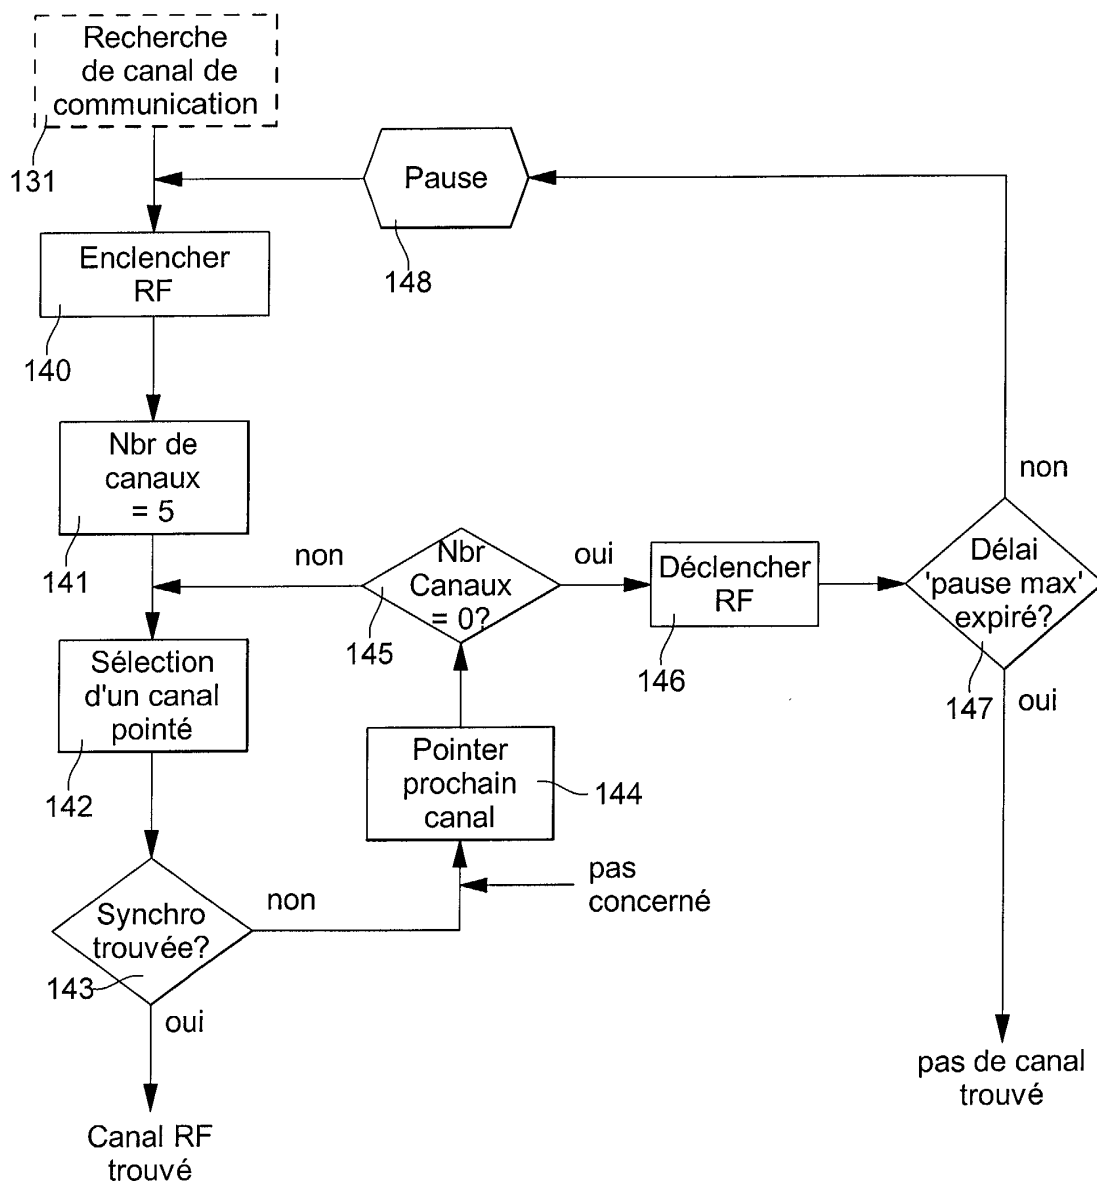 Recherche
de canal de
communication
131
Pause
148
Enclencher
RF
140
Nbr de
canaux
= 5
141
non
Nbr
Canaux
= 0?
145
oui
Déclencher
RF
146
non
Délai
'pause max'
expiré?
147
oui
Sélection
d'un canal
pointé
142
Pointer
prochain
canal
144
pas
concerné
Synchro
trouvée?
143
non
oui
Canal RF
trouvé
pas de canal
trouvé